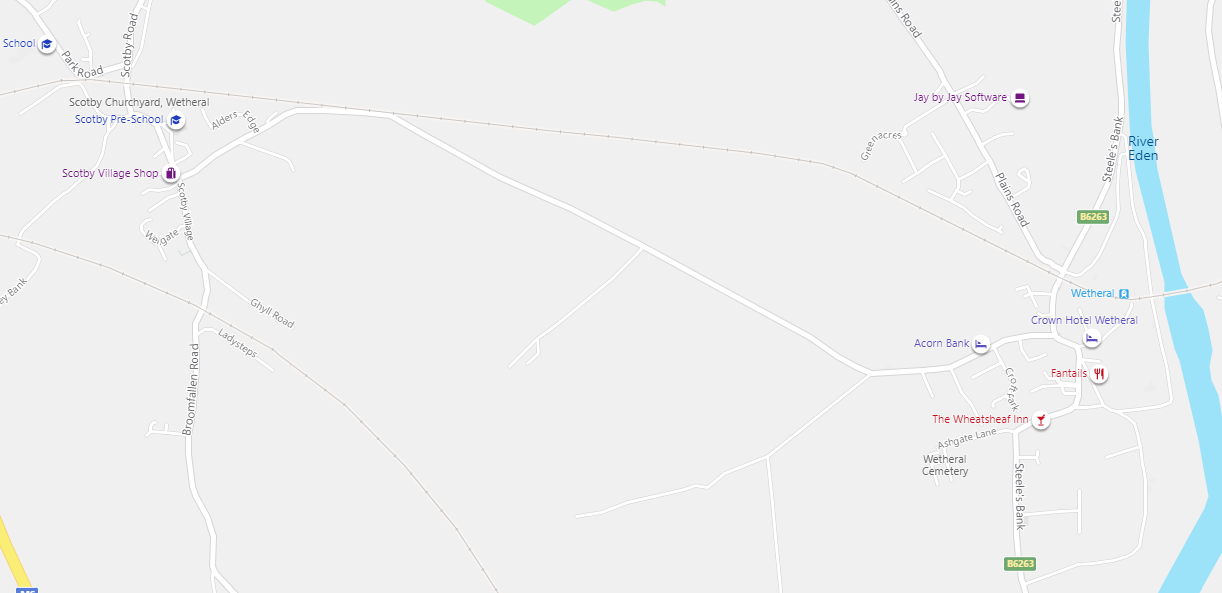 Steele's
Plains Road
Scotby Road
School
Park Road
Jay by Jay Software
Scotby Churchyard, Wetheral
Scotby Pre-School
Alders Edge
Greenacres
Steele's Bank
River
Eden
Scotby Village Shop
Scotby Village
Plains Road
B6263
Welgate
ey Bank
Wetheral
Ghyll Road
Crown Hotel Wetheral
Ladysteps
Acorn Bank
Broomfallen Road
Fantails
Croft Park
The Wheatsheaf Inn
Ashgate Lane
Wetheral
Cemetery
Steele's Bank
B6263